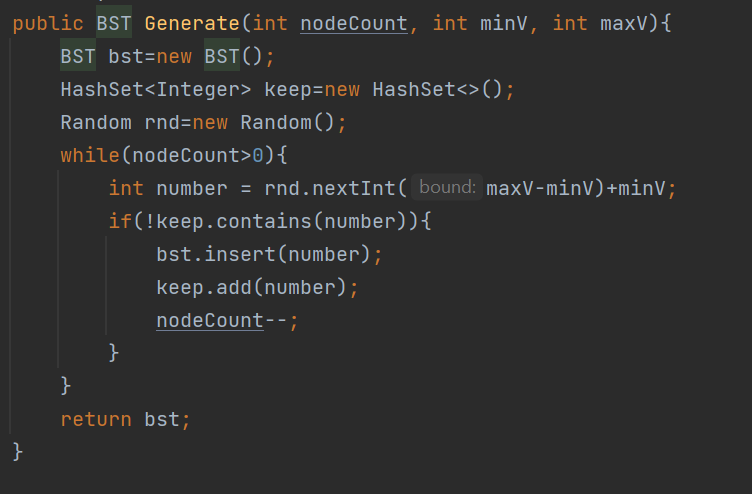 public BST Generate(int nodeCount, int minV, int maxV){
BST bst=new BST();
HashSet<Integer> keep=new HashSet<>();
Random rnd=new Random();
while(nodeCount>0){
int number = rnd.nextInt( bound: maxV-minV)+minV;
if(!keep.contains(number)){
bst.insert(number);
keep.add(number);
nodeCount--;
}
}
return bst;
}